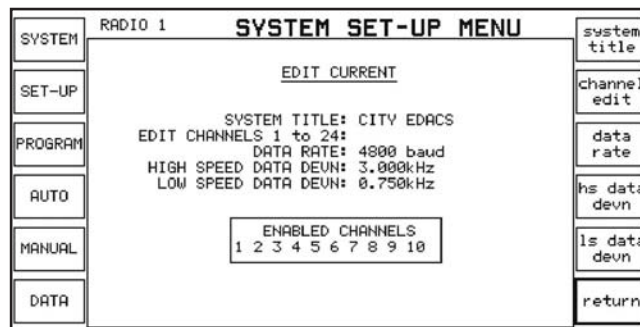 RADIO 1 SYSTEM SET-UP MENU
SYSTEM
SET-UP
PROGRAM
AUTO
MANUAL
DATA
EDIT CURRENT
SYSTEM TITLE: CITY EDACS
EDIT CHANNELS 1 to 24:
DATA RATE: 4800 baud
HIGH SPEED DATA DEVN: 3.000kHz
LOW SPEED DATA DEVN: 0.750kHz
ENABLED CHANNELS
1 2 3 4 5 6 7 8 9 10
system
title
channel
edit
data
rate
hs data
devn
ls data
devn
return